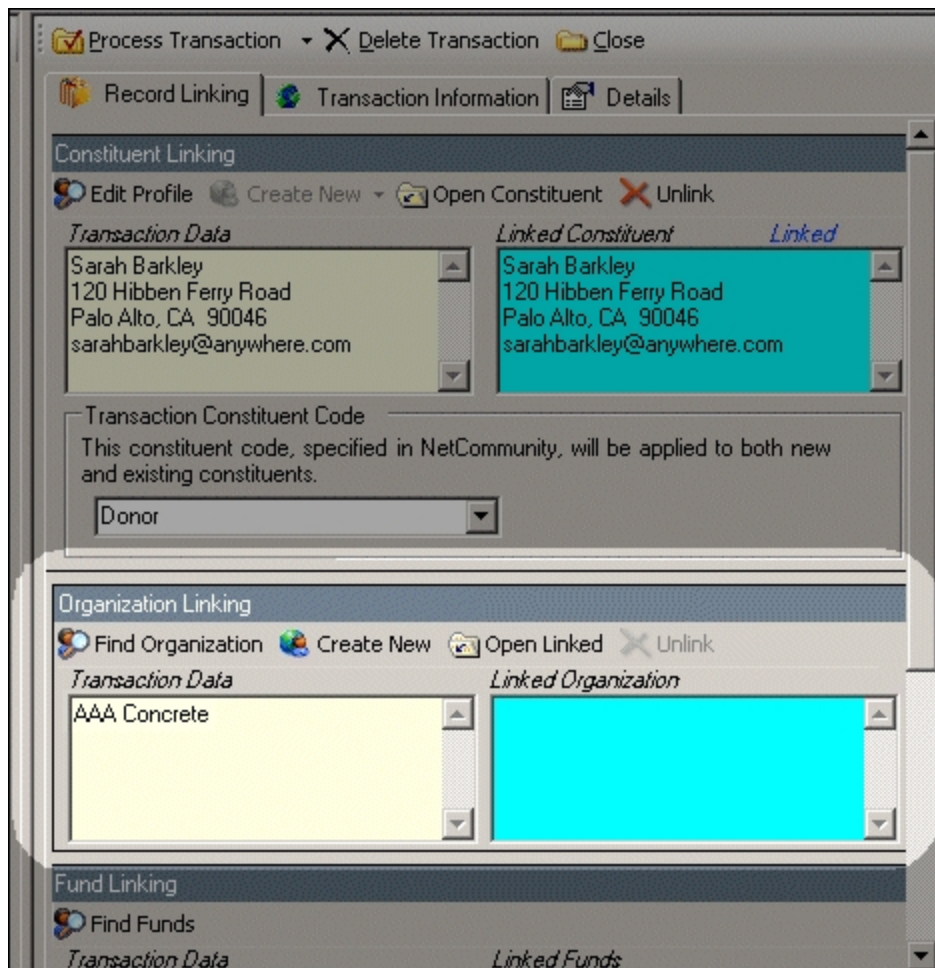 Process Transaction Delete Transaction Close
Record Linking Transaction Information Details
Constituent Linking
Edit Profile Create New Open Constituent Unlink
Transaction Data Linked Constituent Linked
Sarah Barkley Sarah Barkley
120 Hibben Ferry Road 120 Hibben Ferry Road
Palo Alto, CA 90046 Palo Alto, CA 90046
sarahbarkley@anywhere.com sarahbarkley@anywhere.com
Transaction Constituent Code
This constituent code, specified in NetCommunity, will be applied to both new
and existing constituents.
Donor
Organization Linking
Find Organization Create New Open Linked Unlink
Transaction Data Linked Organization
AAA Concrete
Fund Linking
Find Funds
Transaction Data Linked Funds